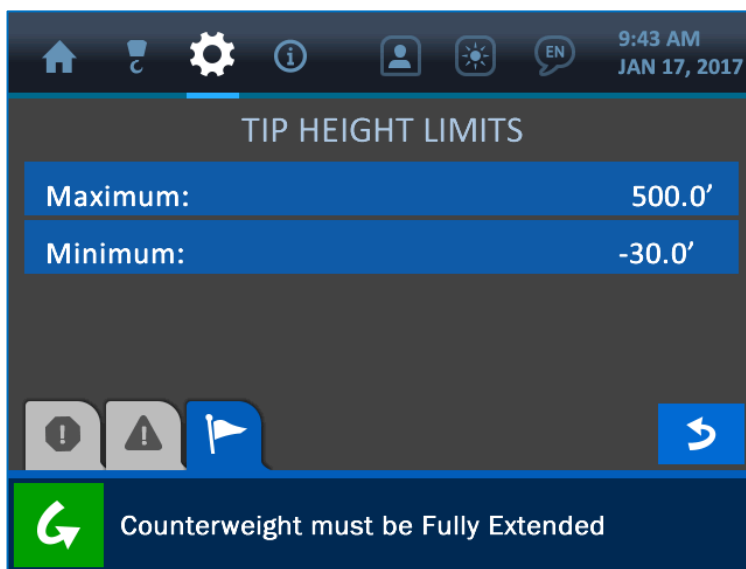 EN
9:43 AM
JAN 17, 2017
TIP HEIGHT LIMITS
Maximum: 500.0′
Minimum: -30.0′
Counterweight must be Fully Extended